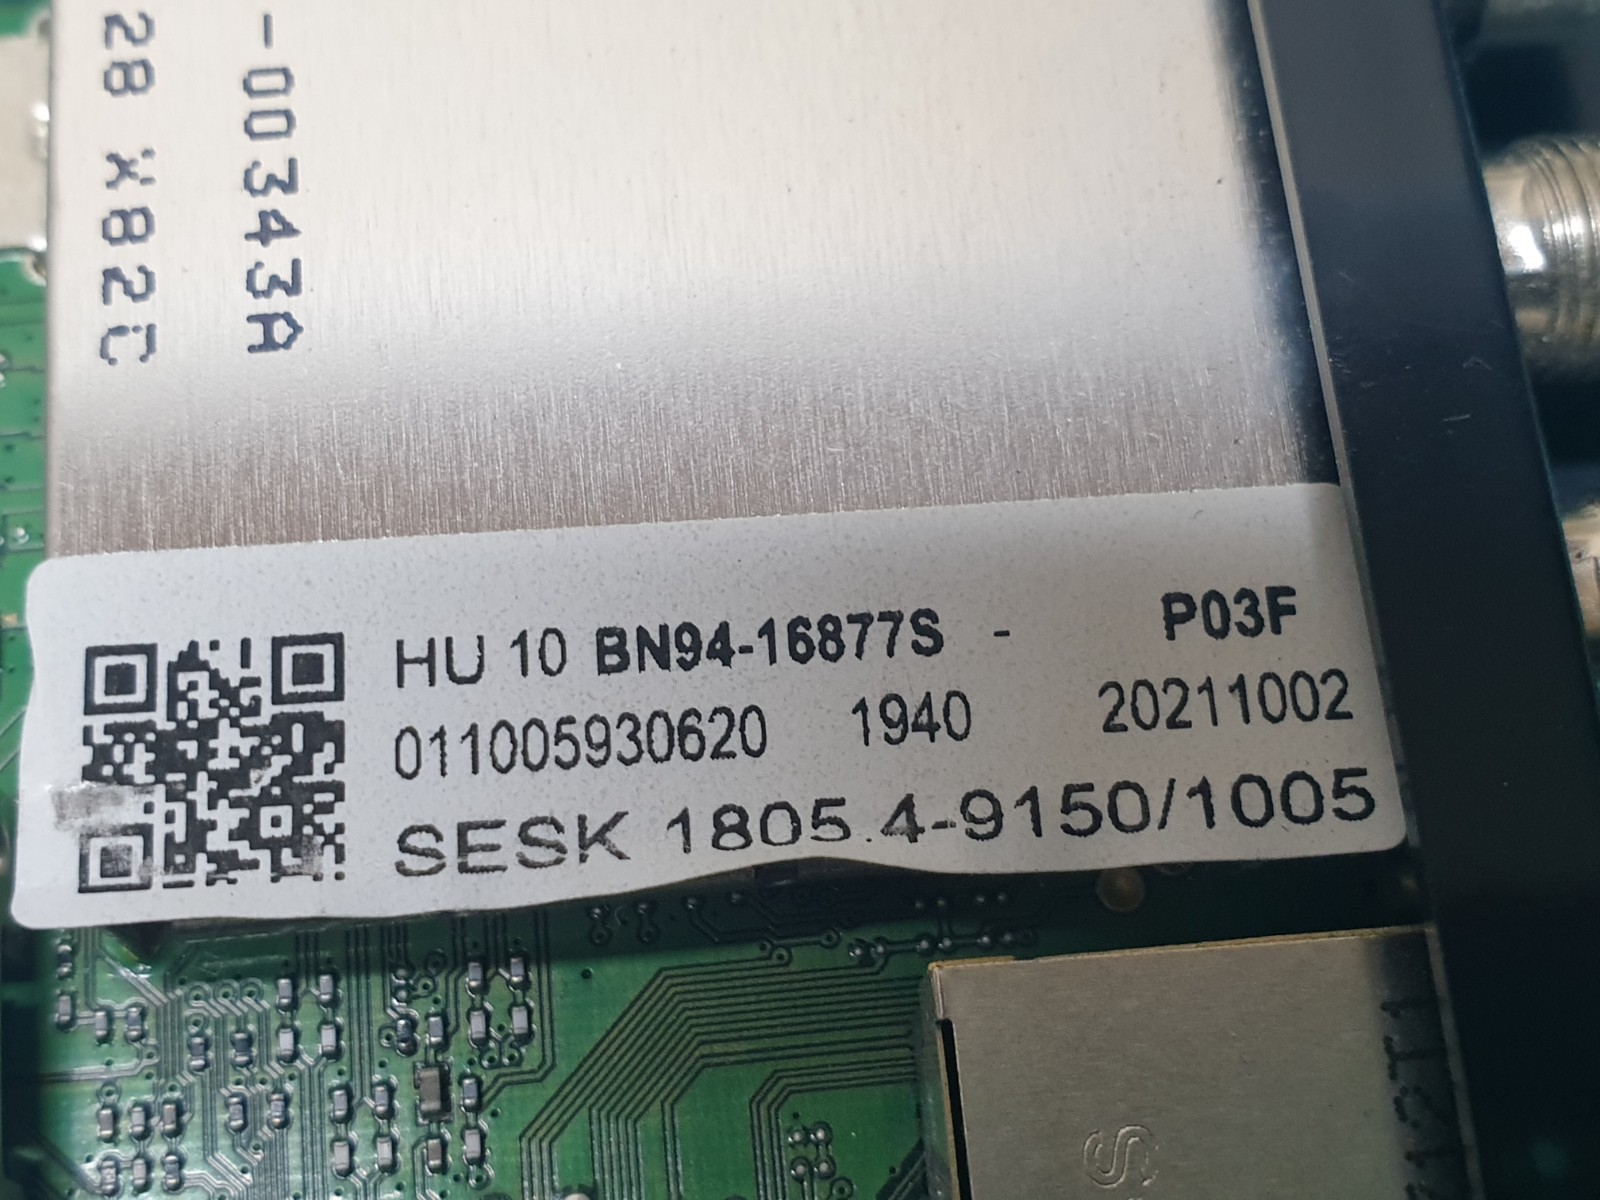 -00343A
28 X82C
HU 10 BN94-16877S - P03F
011005930620 1940 20211002
SESK 1805.4-9150/1005